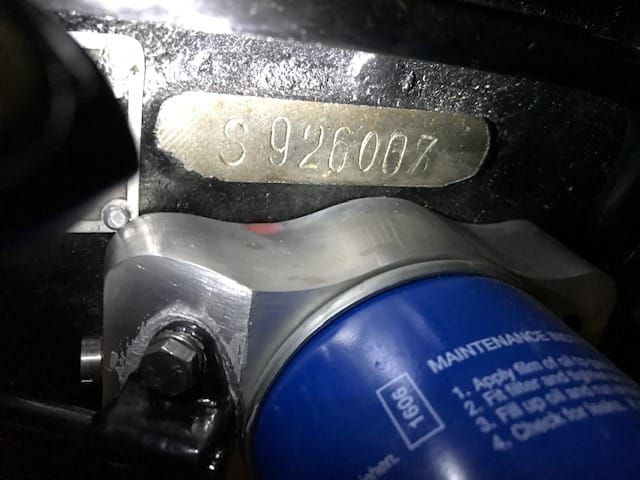 S 926007
MAINTENANCE
1. Apply film of oil
2. Fit filter and
3. Fill up oil and
4. Check for
1606